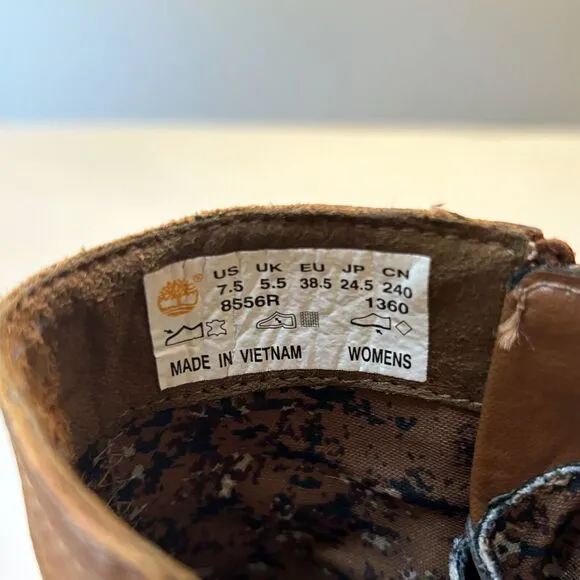 ® US UK EU JP CN
7.5 5.5 38.5 24.5 240
8556R 1360
MADE IN VIETNAM WOMENS